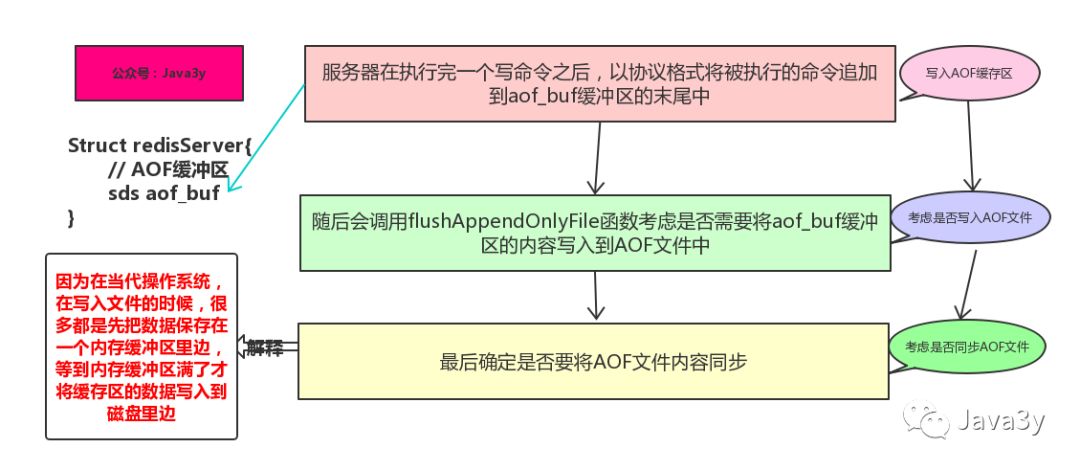 公众号：Java3y
服务器在执行完一个写命令之后，以协议格式将被执行的命令追加
到aof_buf缓冲区的末尾中
写入AOF缓存区
Struct redisServer{
// AOF缓冲区
sds aof_buf
}
随后会调用flushAppendOnlyFile函数考虑是否需要将aof_buf缓冲
区的内容写入到AOF文件中
考虑是否写入AOF文件
因为在当代操作系统，
在写入文件的时候，很
多都是先把数据保存在
一个内存缓冲区里边，
等到内存缓冲区满了才
将缓存区的数据写入到
磁盘里边
解释
最后确定是否要将AOF文件内容同步
考虑是否同步AOF文件
Java3y